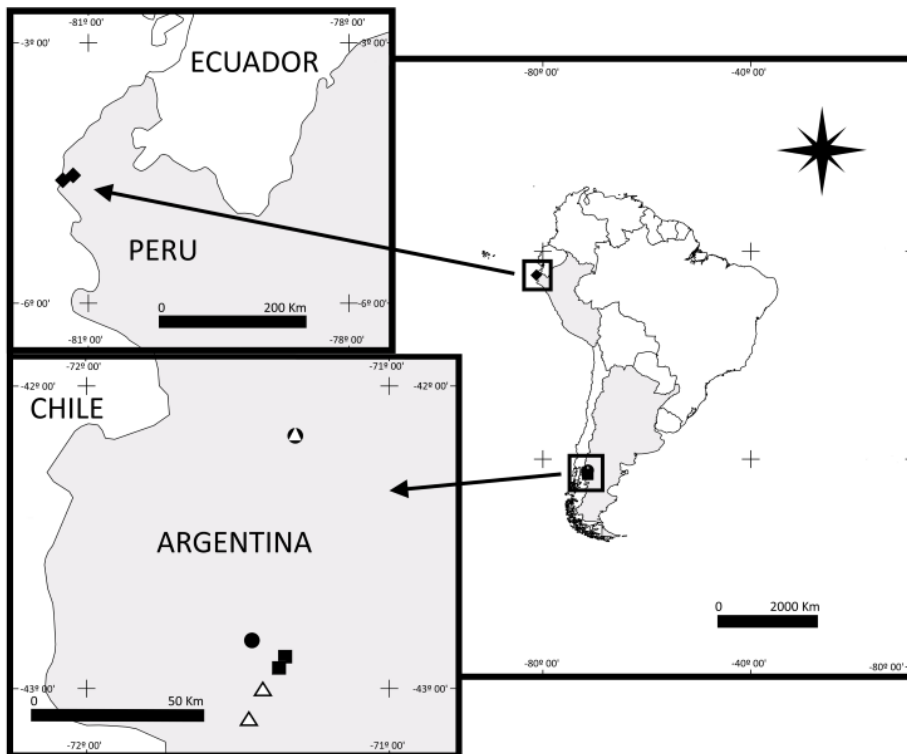 -81º 00'
-78º 00'
-3º 00'
-3º 00'
ECUADOR
PERU
0
200 Km
-6º 00'
-6º 00'
-81º 00'
-78º 00'
-80º 00'
-40º 00'
0
2000 Km
-80º 00'
-40º 00'
-80º 00'
-72º 00'
-71º 00'
-42º 00'
-42º 00'
CHILE
ARGENTINA
-43º 00'
-43º 00'
0
50 Km
-72º 00'
-71º 00'